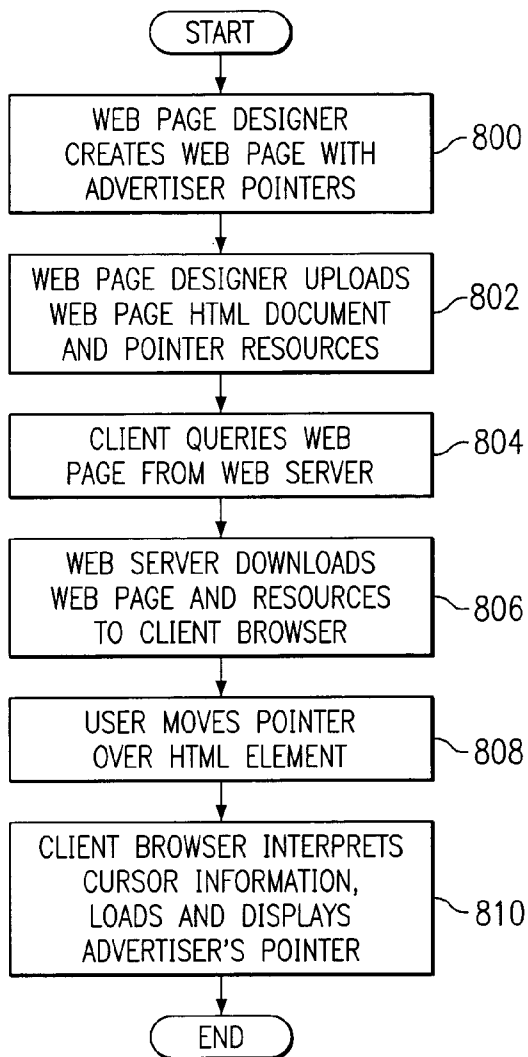 START
WEB PAGE DESIGNER
CREATES WEB PAGE WITH
ADVERTISER POINTERS
800
WEB PAGE DESIGNER UPLOADS
WEB PAGE HTML DOCUMENT
AND POINTER RESOURCES
802
CLIENT QUERIES WEB
PAGE FROM WEB SERVER
804
WEB SERVER DOWNLOADS
WEB PAGE AND RESOURCES
TO CLIENT BROWSER
806
USER MOVES POINTER
OVER HTML ELEMENT
808
CLIENT BROWSER INTERPRETS
CURSOR INFORMATION,
LOADS AND DISPLAYS
ADVERTISER'S POINTER
810
END